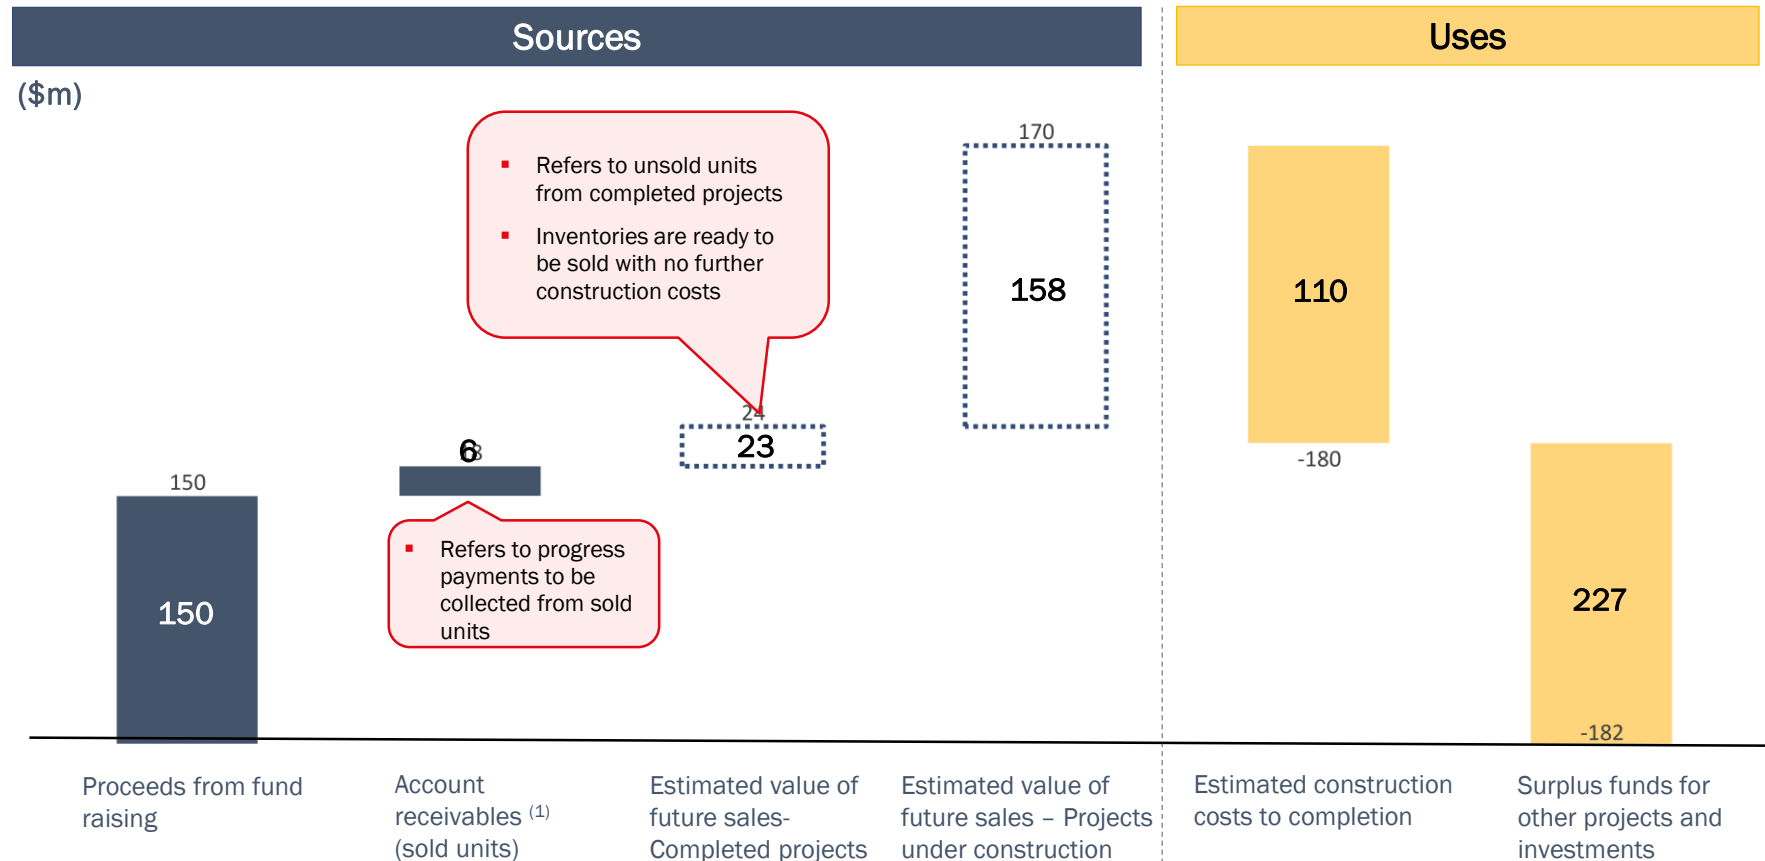 Sources
Uses
($m)
Refers to unsold units
from completed projects
Inventories are ready to
be sold with no further
construction costs
170
158
110
-180
24
23
6
150
150
Refers to progress
payments to be
collected from sold
units
227
-182
Proceeds from fund
raising
Account
receivables (1)
(sold units)
Estimated value of
future sales-
Completed projects
Estimated value of
future sales – Projects
under construction
Estimated construction
costs to completion
Surplus funds for
other projects and
investments